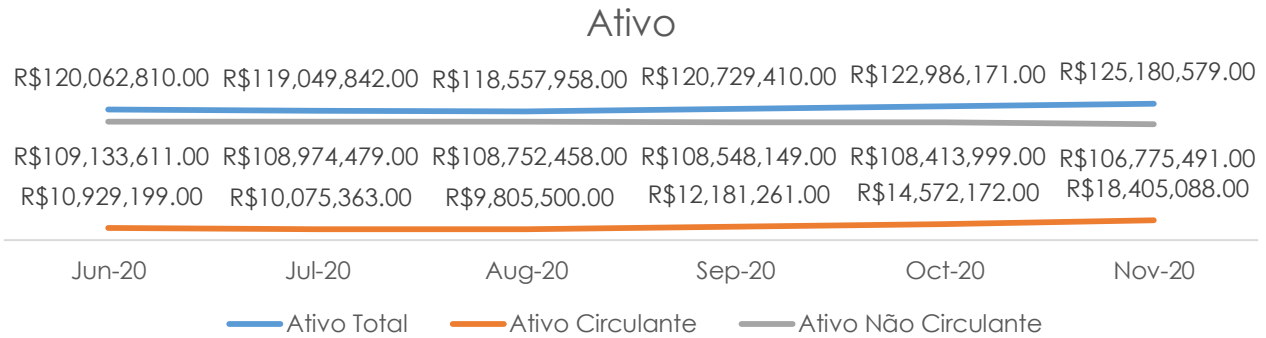 Ativo
R$120,062,810.00 R$119,049,842.00 R$118,557,958.00 R$120,729,410.00 R$122,986,171.00 R$125,180,579.00
R$109,133,611.00 R$108,974,479.00 R$108,752,458.00 R$108,548,149.00 R$108,413,999.00 R$106,775,491.00
R$10,929,199.00 R$10,075,363.00 R$9,805,500.00 R$12,181,261.00 R$14,572,172.00 R$18,405,088.00
Jun-20 Jul-20 Aug-20 Sep-20 Oct-20 Nov-20
Ativo Total Ativo Circulante Ativo Não Circulante